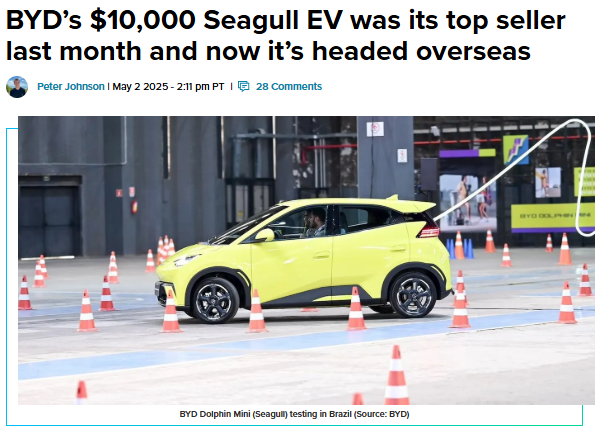 BYD's $10,000 Seagull EV was its top seller
last month and now it's headed overseas
Peter Johnson | May 2 2025 - 2:11 pm PT | 28 Comments
BYD DOLPHIN MINI
BYD Dolphin Mini (Seagull) testing in Brazil (Source: BYD)